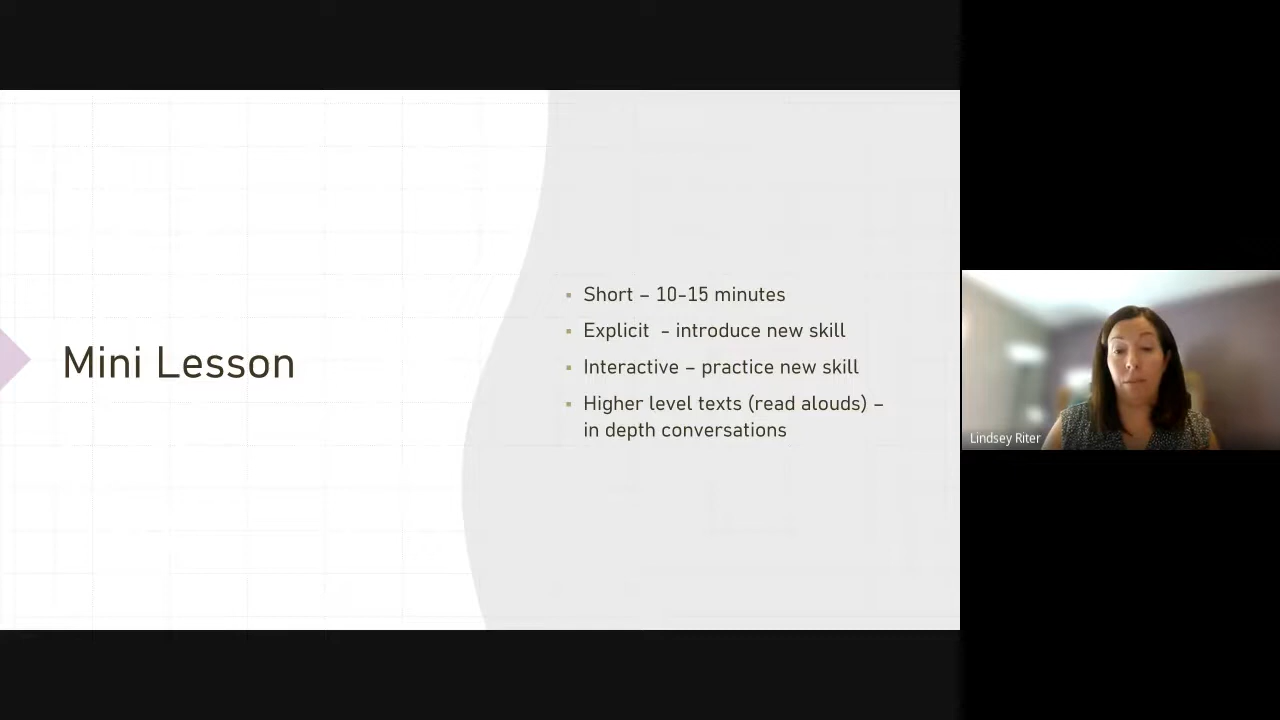 Mini Lesson
Short – 10-15 minutes
Explicit  - introduce new skill
Interactive – practice new skill
Higher level texts (read alouds) –
in depth conversations
Lindsey Riter